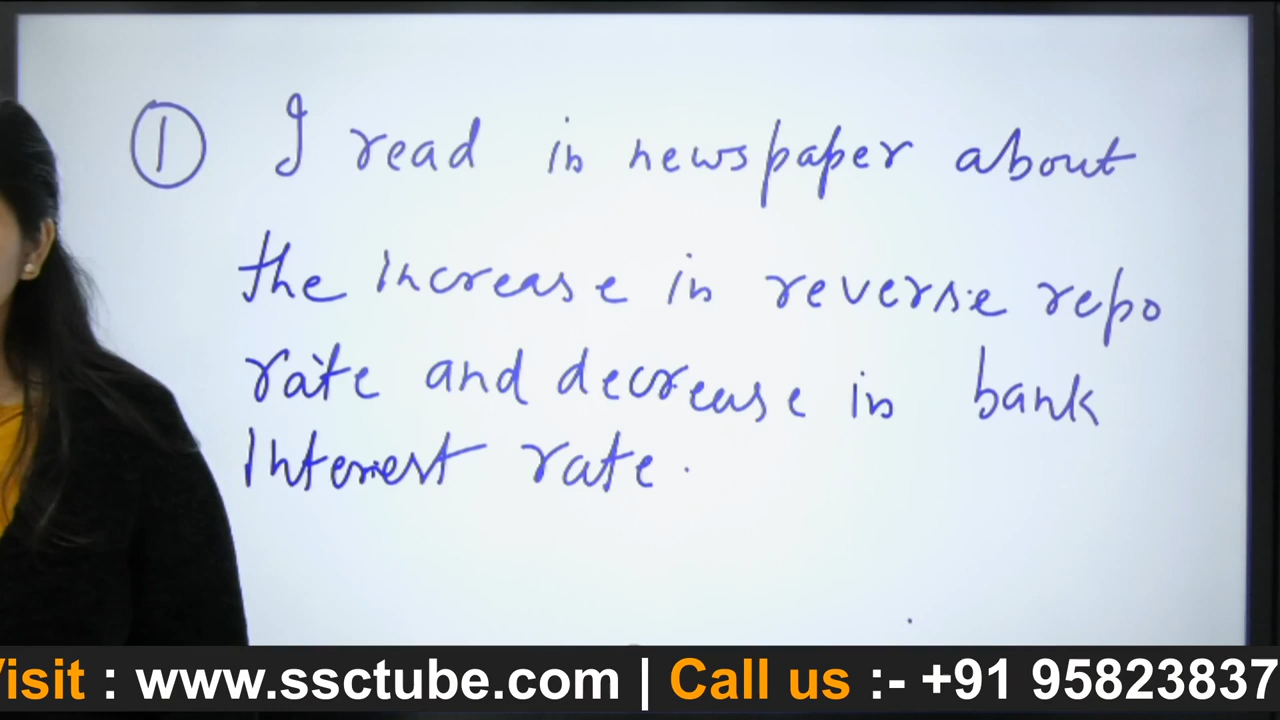 ① I read in newspaper about
the increase in reverse repo
rate and decrease in bank
interest rate.
Visit : www.ssctube.com | Call us :- +91 95823837